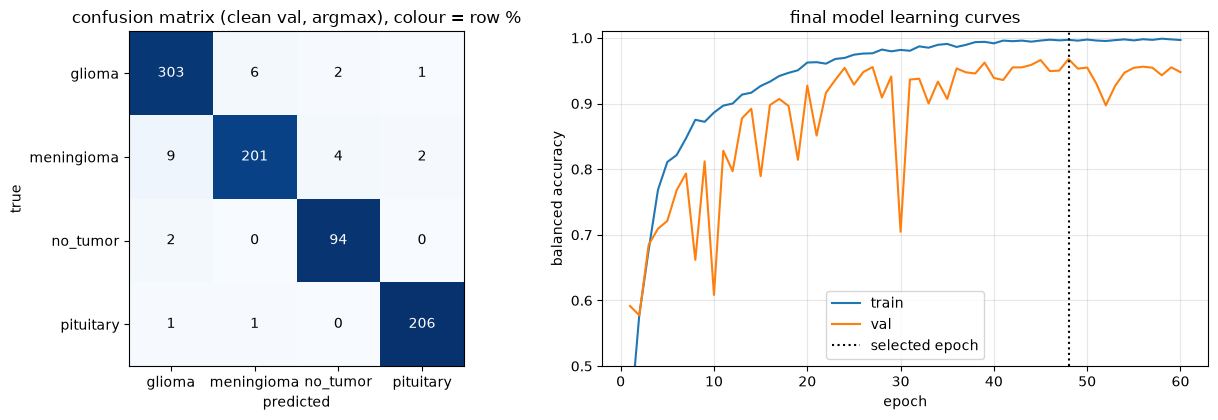 confusion matrix (clean val, argmax), colour = row %
true
glioma 303 6 2 1
meningioma 9 201 4 2
no_tumor 2 0 94 0
pituitary 1 1 0 206
glioma meningioma no_tumor pituitary
predicted
final model learning curves
balanced accuracy
1.0
0.9
0.8
0.7
0.6
0.5
train
val
selected epoch
0 10 20 30 40 50 60
epoch